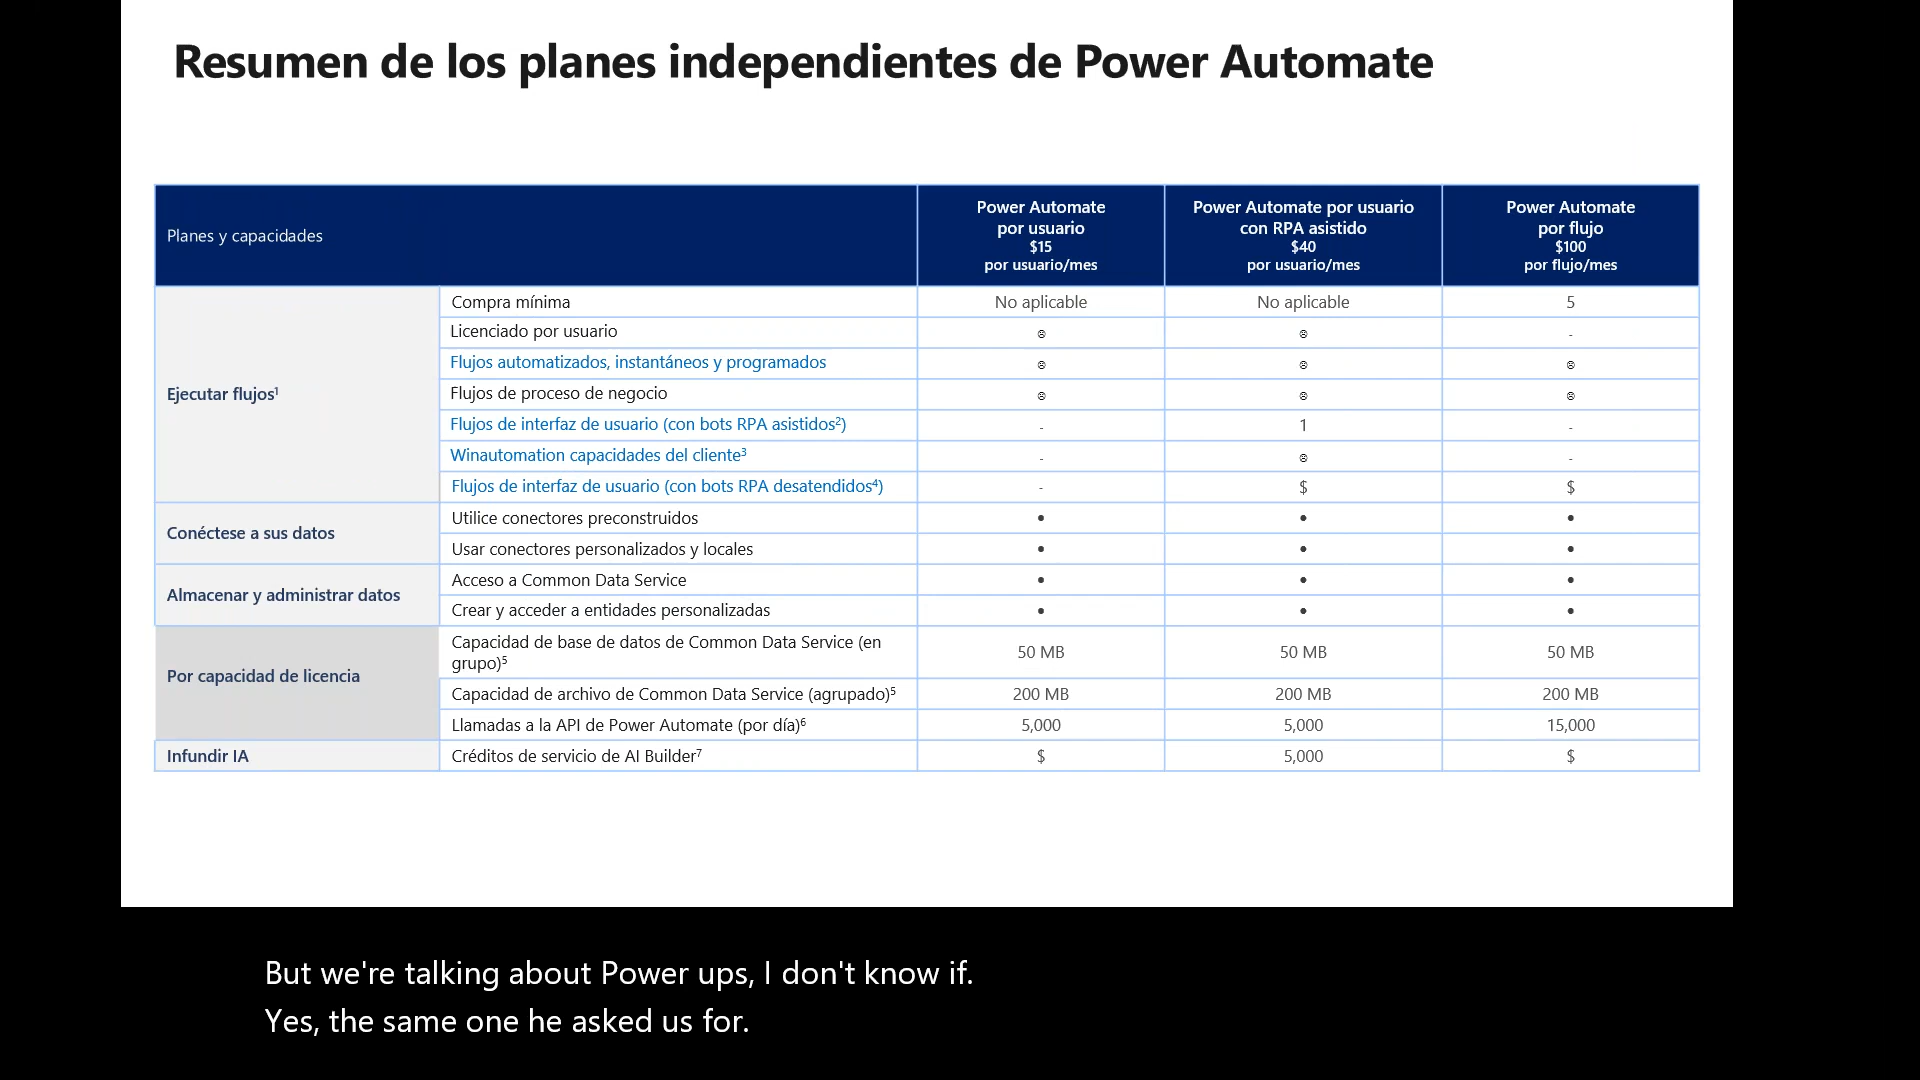 Resumen de los planes independientes de Power Automate
Planes y capacidades
Power Automate
por usuario
$15
por usuario/mes
Power Automate por usuario
con RPA asistido
$40
por usuario/mes
Power Automate
por flujo
$100
por flujo/mes
Ejecutar flujos¹
Compra mínima No aplicable No aplicable 5
Licenciado por usuario ☹ ☹ -
Flujos automatizados, instantáneos y programados ☹ ☹ ☹
Flujos de proceso de negocio ☹ ☹ ☹
Flujos de interfaz de usuario (con bots RPA asistidos²) - 1 -
Winautomation capacidades del cliente³ - ☹ -
Flujos de interfaz de usuario (con bots RPA desatendidos⁴) - $ $
Conéctese a sus datos
Utilice conectores preconstruidos • • •
Usar conectores personalizados y locales • • •
Almacenar y administrar datos
Acceso a Common Data Service • • •
Crear y acceder a entidades personalizadas • • •
Por capacidad de licencia
Capacidad de base de datos de Common Data Service (en
grupo)⁵ 50 MB 50 MB 50 MB
Capacidad de archivo de Common Data Service (agrupado)⁵ 200 MB 200 MB 200 MB
Llamadas a la API de Power Automate (por día)⁶ 5,000 5,000 15,000
Infundir IA Créditos de servicio de AI Builder⁷ $ 5,000 $
But we're talking about Power ups, I don't know if.
Yes, the same one he asked us for.